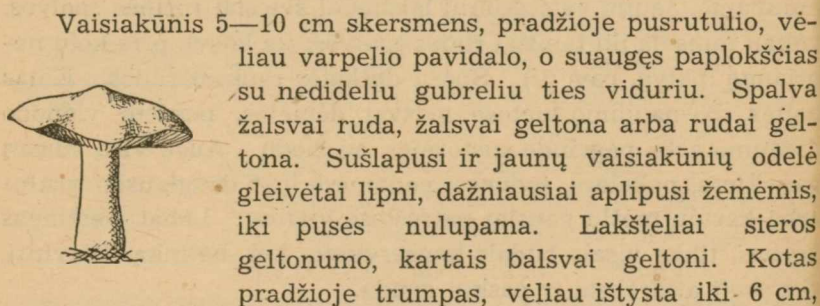 Vaisiakūnis 5—10 cm skersmens, pradžioje pusrutulio, vė-
liau varpelio pavidalo, o suaugęs paplokščias
su nedideliu gubreliu ties viduriu. Spalva
žalsvai ruda, žalsvai geltona arba rudai gel-
tona. Sušlapusi ir jaunų vaisiakūnių odelė
gleivėtai lipni, dažniausiai aplipusi žemėmis,
iki pusės nulupama. Lakšteliai sieros
geltonumo, kartais balsvai geltoni. Kotas
pradžioje trumpas, vėliau ištysta iki 6 cm,